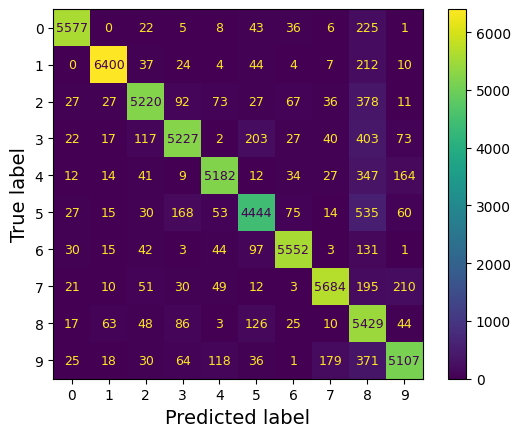 0 5577 0 22 5 8 43 36 6 225 1
1 0 6400 37 24 4 44 4 7 212 10
2 27 27 5220 92 73 27 67 36 378 11
3 22 17 117 5227 2 203 27 40 403 73
4 12 14 41 9 5182 12 34 27 347 164
5 27 15 30 168 53 4444 75 14 535 60
6 30 15 42 3 44 97 5552 3 131 1
7 21 10 51 30 49 12 3 5684 195 210
8 17 63 48 86 3 126 25 10 5429 44
9 25 18 30 64 118 36 1 179 371 5107
0 1 2 3 4 5 6 7 8 9
Predicted label
True label
6000
5000
4000
3000
2000
1000
0